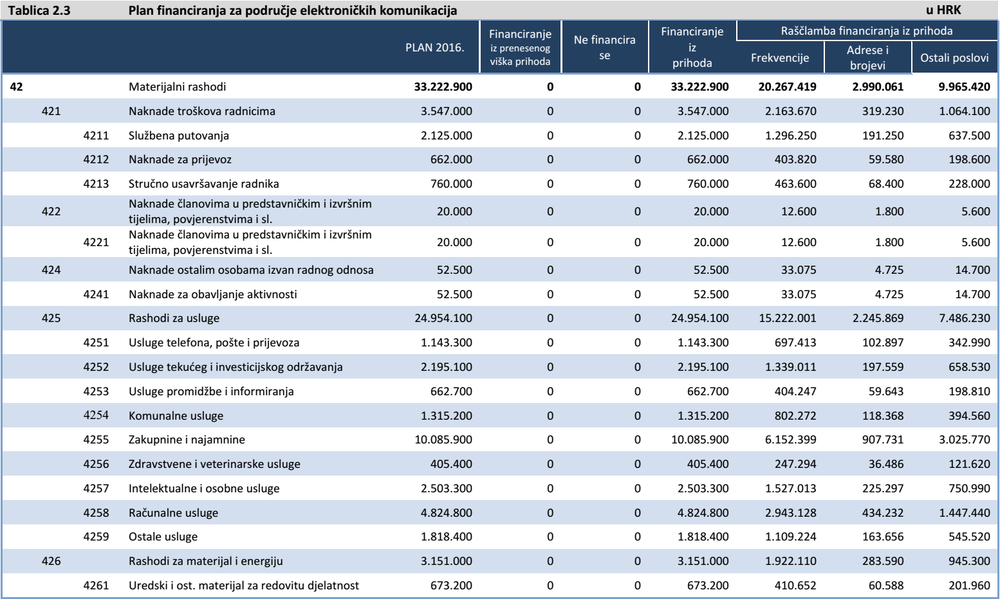 Tablica 2.3 Plan financiranja za područje elektroničkih komunikacija u HRK
PLAN 2016. Financiranje iz prenesenog viška prihoda Ne financira se Financiranje iz prihoda Raščlamba financiranja iz prihoda
Frekvencije Adrese i brojevi Ostali poslovi
42 Materijalni rashodi 33.222.900 0 0 33.222.900 20.267.419 2.990.061 9.965.420
421 Naknade troškova radnicima 3.547.000 0 0 3.547.000 2.163.670 319.230 1.064.100
4211 Službena putovanja 2.125.000 0 0 2.125.000 1.296.250 191.250 637.500
4212 Naknade za prijevoz 662.000 0 0 662.000 403.820 59.580 198.600
4213 Stručno usavršavanje radnika 760.000 0 0 760.000 463.600 68.400 228.000
422 Naknade članovima u predstavničkim i izvršnim tijelima, povjerenstvima i sl. 20.000 0 0 20.000 12.600 1.800 5.600
4221 Naknade članovima u predstavničkim i izvršnim tijelima, povjerenstvima i sl. 20.000 0 0 20.000 12.600 1.800 5.600
424 Naknade ostalim osobama izvan radnog odnosa 52.500 0 0 52.500 33.075 4.725 14.700
4241 Naknade za obavljanje aktivnosti 52.500 0 0 52.500 33.075 4.725 14.700
425 Rashodi za usluge 24.954.100 0 0 24.954.100 15.222.001 2.245.869 7.486.230
4251 Usluge telefona, pošte i prijevoza 1.143.300 0 0 1.143.300 697.413 102.897 342.990
4252 Usluge tekućeg i investicijskog održavanja 2.195.100 0 0 2.195.100 1.339.011 197.559 658.530
4253 Usluge promidžbe i informiranja 662.700 0 0 662.700 404.247 59.643 198.810
4254 Komunalne usluge 1.315.200 0 0 1.315.200 802.272 118.368 394.560
4255 Zakupnine i najamnine 10.085.900 0 0 10.085.900 6.152.399 907.731 3.025.770
4256 Zdravstvene i veterinarske usluge 405.400 0 0 405.400 247.294 36.486 121.620
4257 Intelektualne i osobne usluge 2.503.300 0 0 2.503.300 1.527.013 225.297 750.990
4258 Računalne usluge 4.824.800 0 0 4.824.800 2.943.128 434.232 1.447.440
4259 Ostale usluge 1.818.400 0 0 1.818.400 1.109.224 163.656 545.520
426 Rashodi za materijal i energiju 3.151.000 0 0 3.151.000 1.922.110 283.590 945.300
4261 Uredski i ost. materijal za redovitu djelatnost 673.200 0 0 673.200 410.652 60.588 201.960